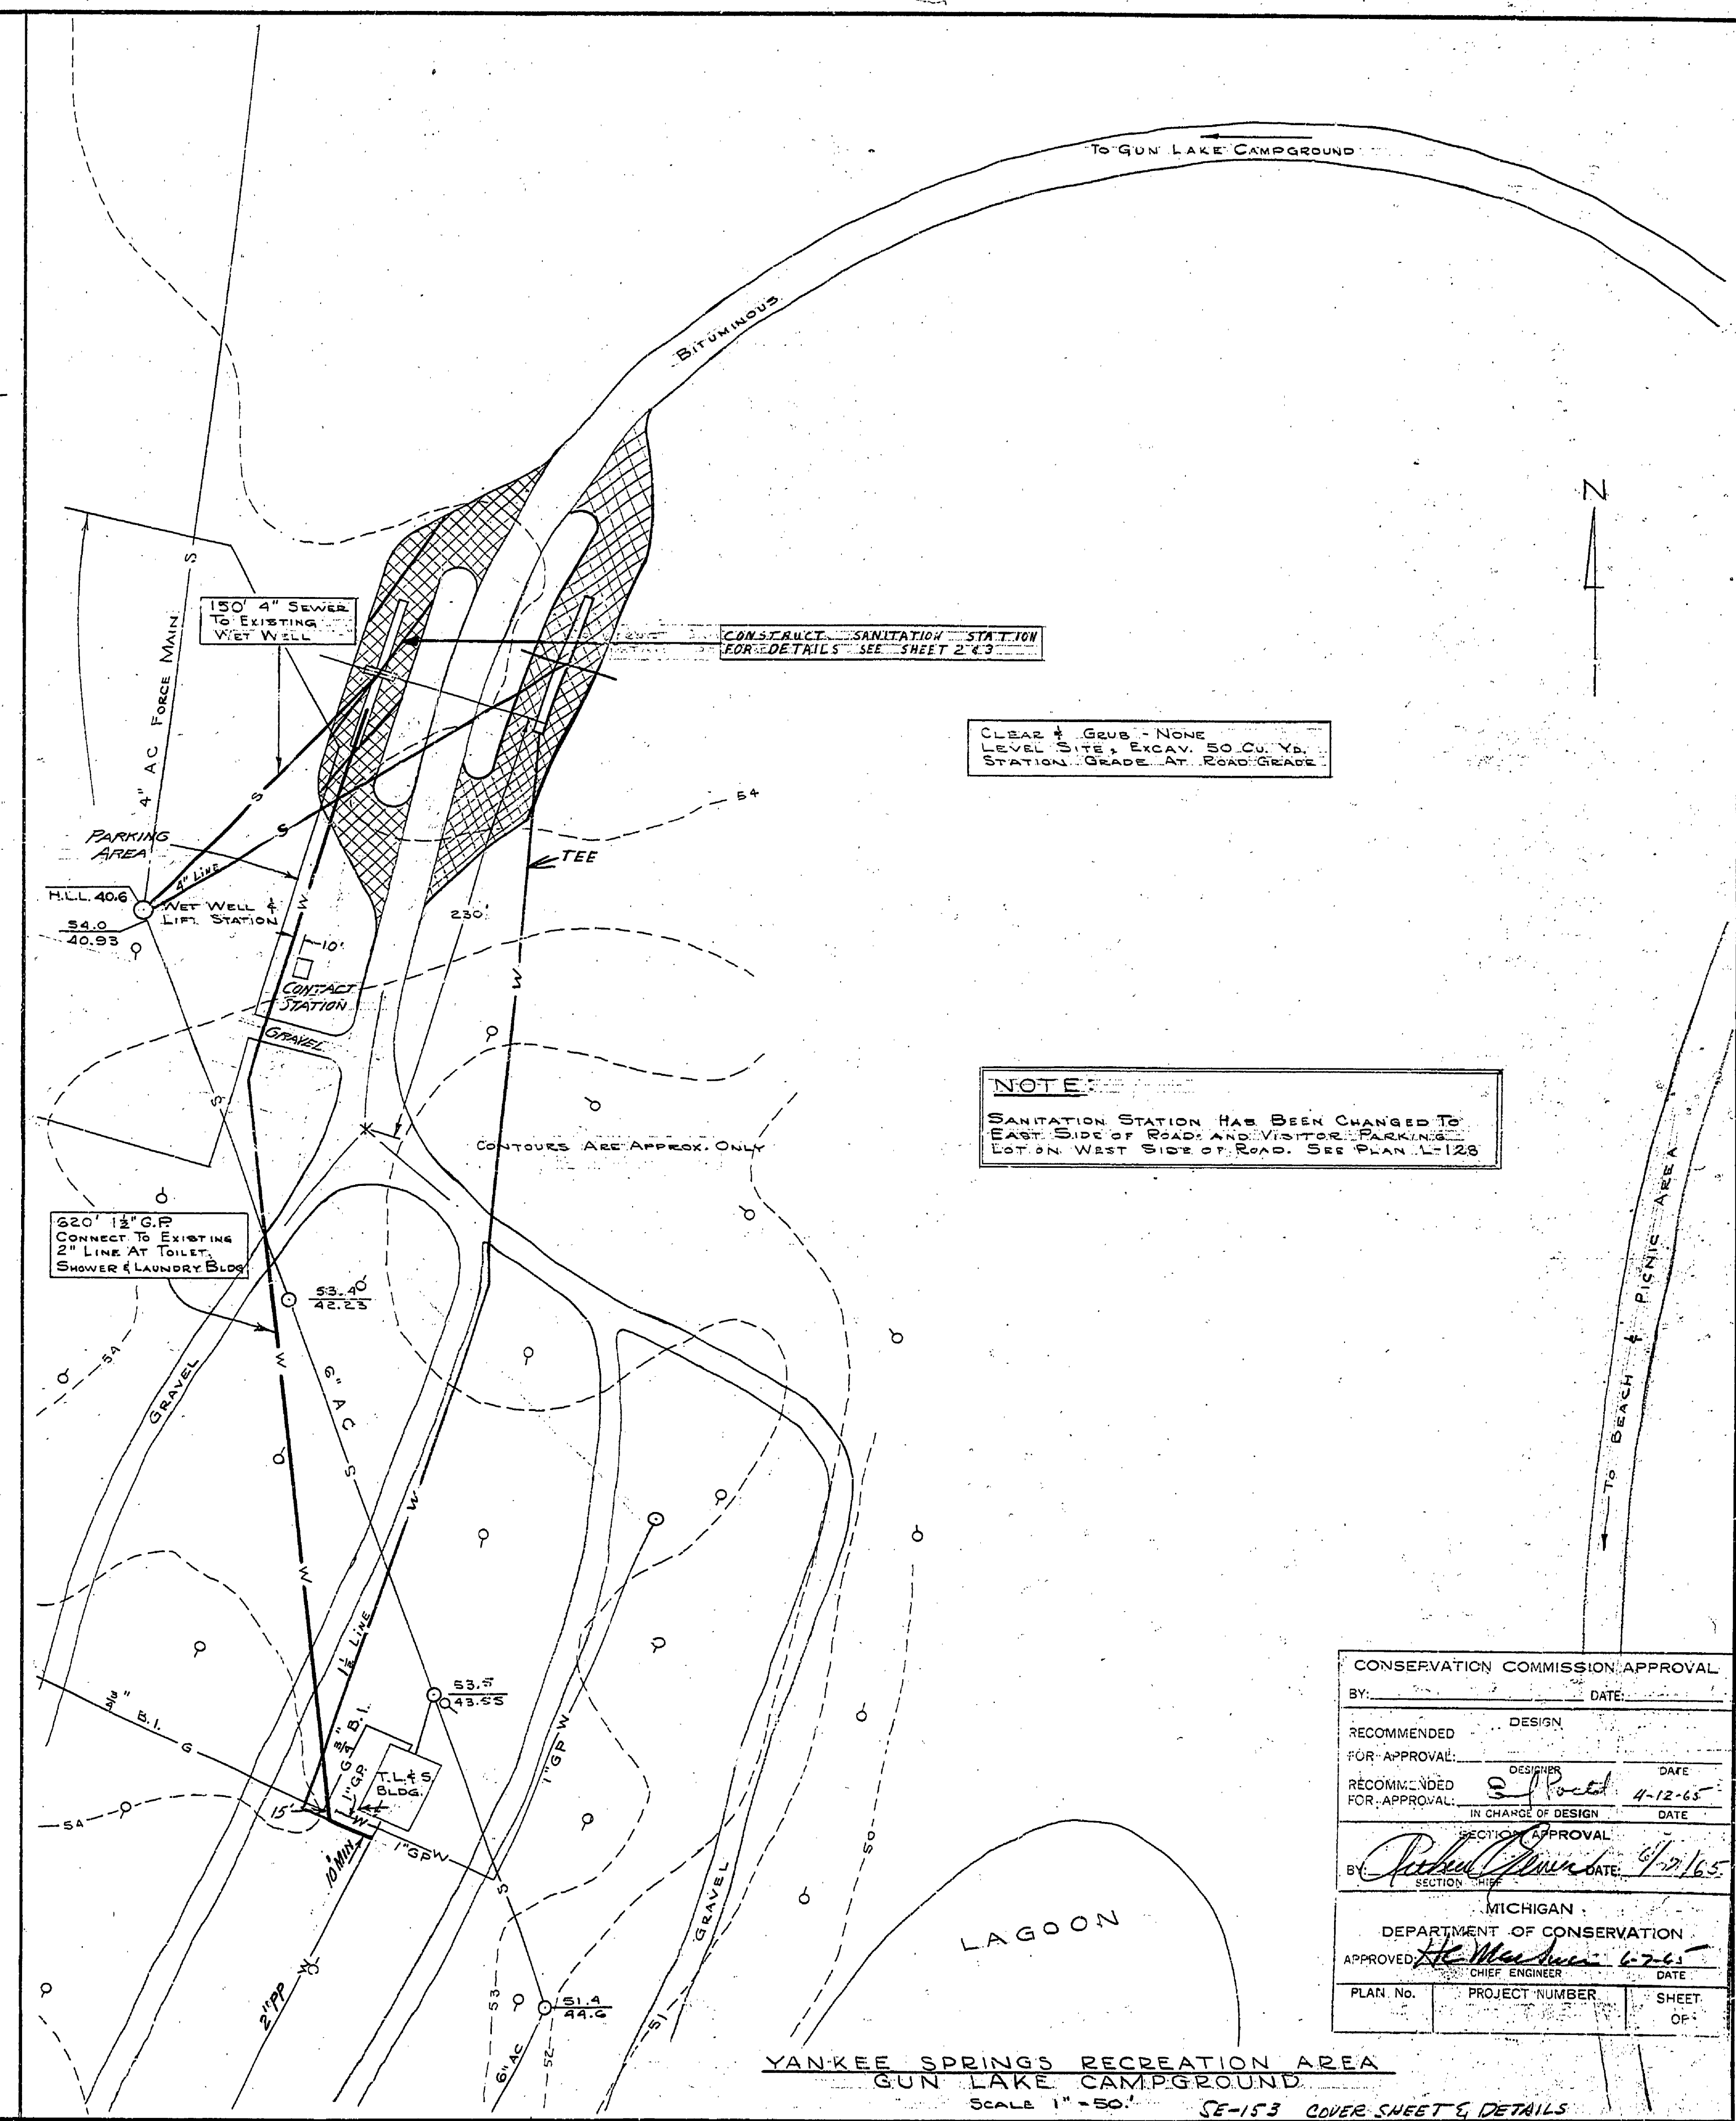 TO GUN LAKE CAMPGROUND
BITUMINOUS
N
4" AC FORCE MAIN
S
150' 4" SEWER
TO EXISTING
WET WELL
CONSTRUCT SANITATION STATION
FOR DETAILS SEE SHEET 2 & 3
CLEAR & GRUB - NONE
LEVEL SITE, EXCAV. 50 CU. YD.
STATION GRADE AT ROAD GRADE
S
54
PARKING
AREA
S
TEE
4" LINE
H.L.L. 40.6
WET WELL &
LIFT STATION
W
230'
54.0
40.93
10'
W
CONTACT
STATION
GRAVEL
S
NOTE:
SANITATION STATION HAS BEEN CHANGED TO
EAST SIDE OF ROAD AND VISITOR PARKING
LOT ON WEST SIDE OF ROAD. SEE PLAN L-128
CONTOURS ARE APPROX. ONLY
620' 1½" G.P.
CONNECT TO EXISTING
2" LINE AT TOILET,
SHOWER & LAUNDRY BLDG
53.40
42.23
W
54
GRAVEL
6" AC
S
W
W
TO BEACH & PICNIC AREA
1½ LINE
53.5
43.55
¾" B.I.
G
¾" B.I.
G
1" G.P.
T.L. & S.
BLDG.
1" GP W
15'
W
54
1" GP W
10' MIN
S
50
GRAVEL
LAGOON
W
2" PP
53
52
51
51.4
44.6
6" AC
CONSERVATION COMMISSION APPROVAL
BY: DATE:
DESIGN
RECOMMENDED
FOR APPROVAL:
DESIGNER DATE
RECOMMENDED
FOR APPROVAL: 4-12-65
IN CHARGE OF DESIGN DATE
SECTION APPROVAL
BY DATE:
SECTION CHIEF
MICHIGAN
DEPARTMENT OF CONSERVATION
APPROVED: 6-7-65
CHIEF ENGINEER DATE
PLAN No. PROJECT NUMBER SHEET
OF
YANKEE SPRINGS RECREATION AREA
GUN LAKE CAMPGROUND
SCALE 1" = 50'
SE-153 COVER SHEET & DETAILS